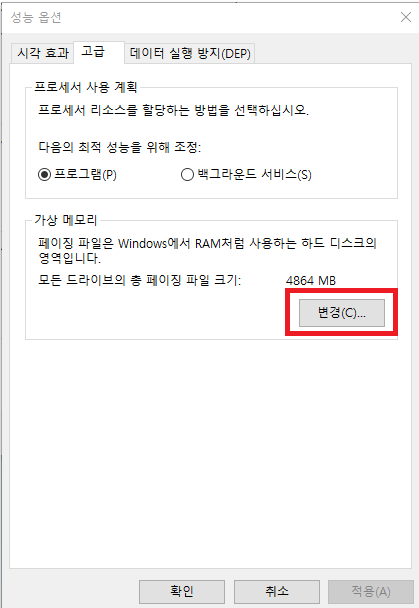 성능 옵션
시각 효과 고급 데이터 실행 방지(DEP)
프로세서 사용 계획
프로세서 리소스를 할당하는 방법을 선택하십시오.
다음의 최적 성능을 위해 조정:
프로그램(P) 백그라운드 서비스(S)
가상 메모리
페이징 파일은 Windows에서 RAM처럼 사용하는 하드 디스크의
영역입니다.
모든 드라이브의 총 페이징 파일 크기: 4864 MB
변경(C)...
확인 취소 적용(A)